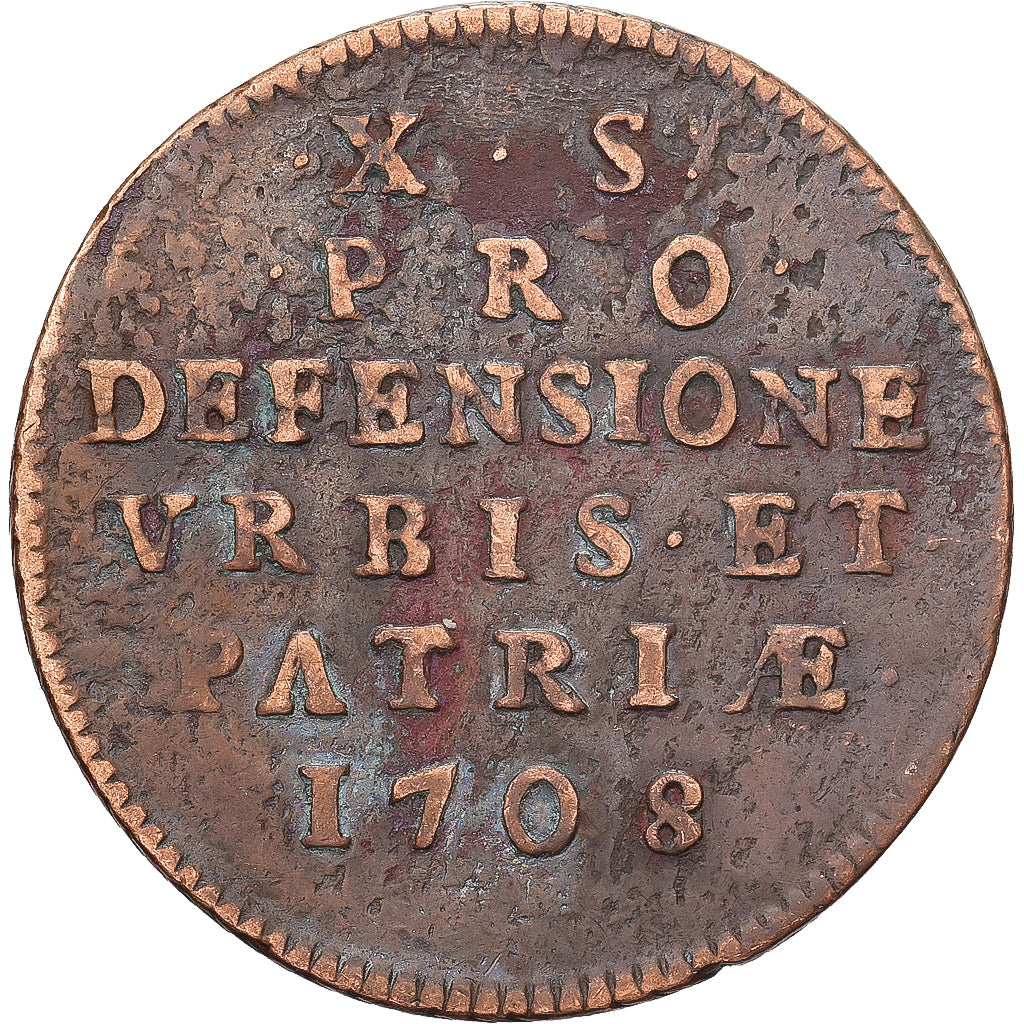 ·X·S·
·PRO·
DEFENSIONE
VRBIS·ET
PATRIÆ·
1708